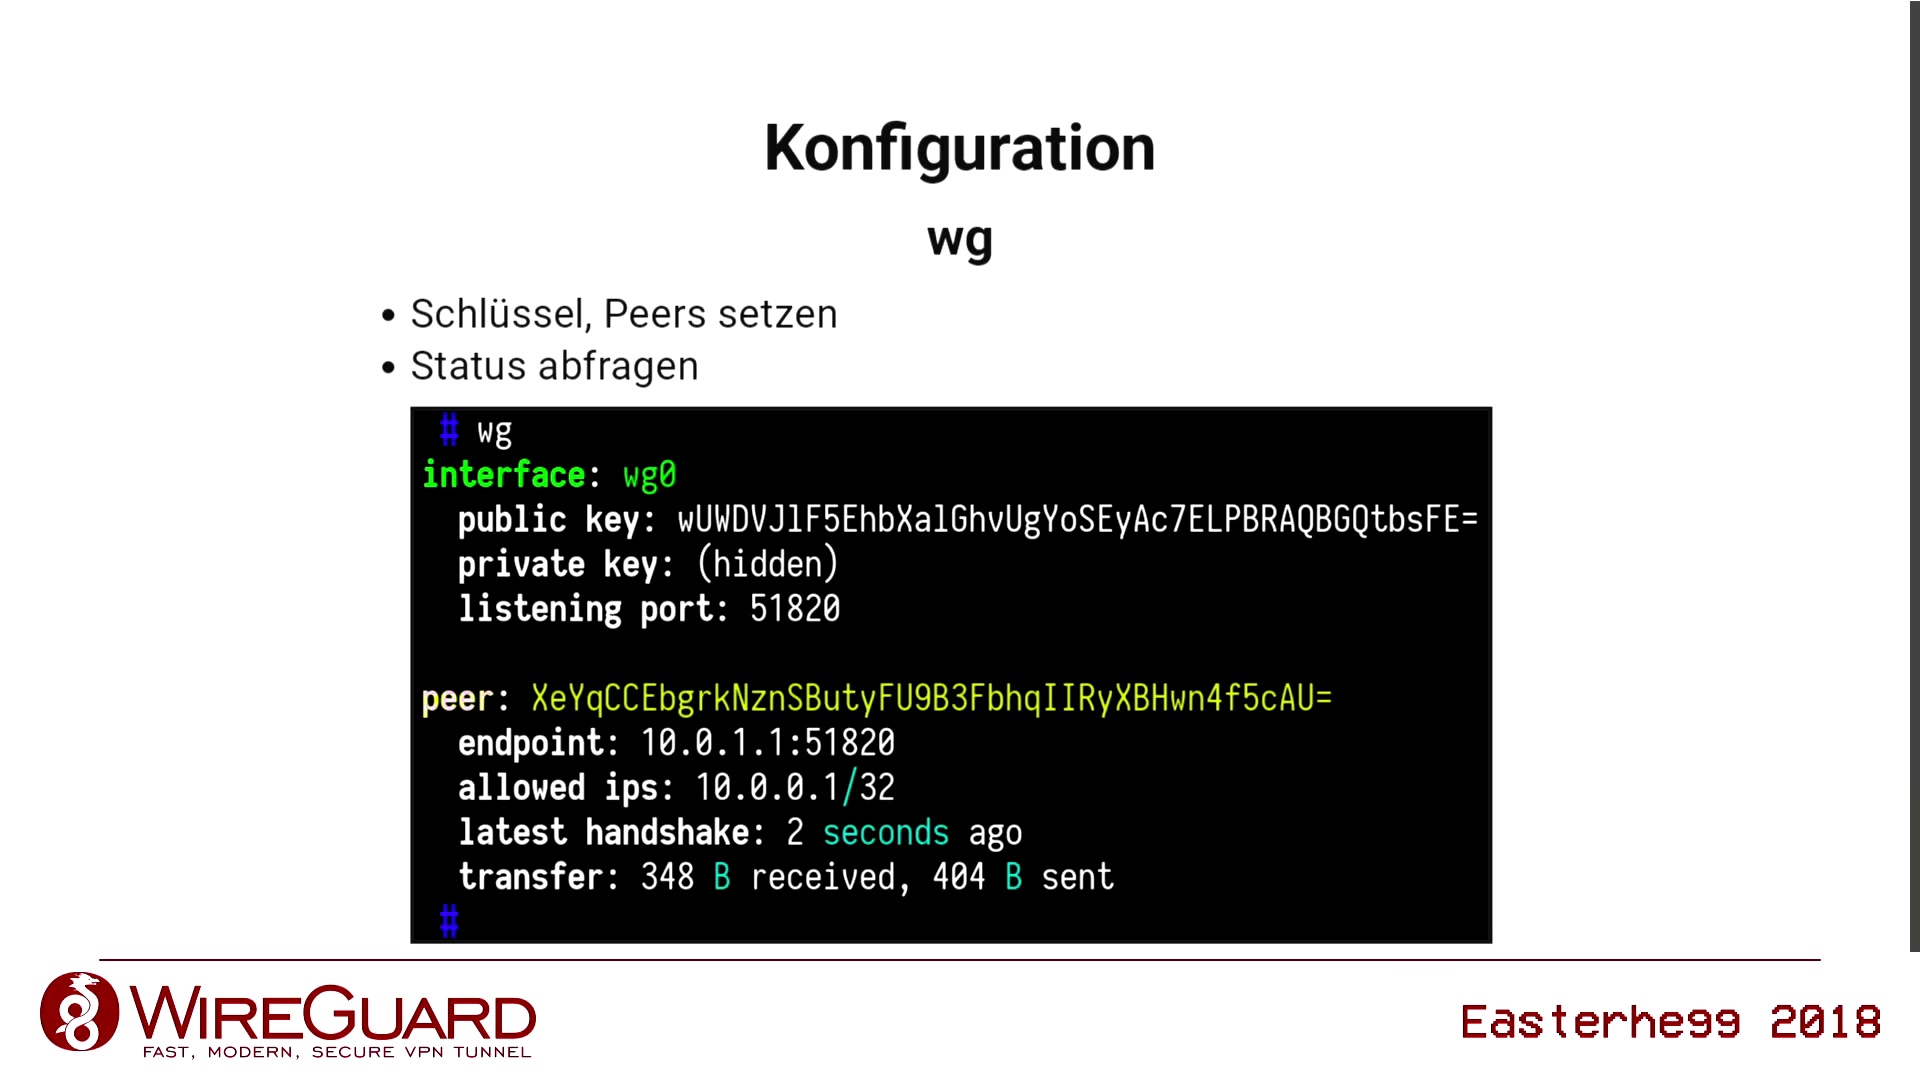 Konfiguration
wg
• Schlüssel, Peers setzen
• Status abfragen
# wg
interface: wg0
public key: wUWDVJlF5EhbXalGhvUgYoSEyAc7ELPBRAQBGQtbsFE=
private key: (hidden)
listening port: 51820
peer: XeYqCCEbgrkNznSButyFU9B3FbhqIIRyXBHwn4f5cAU=
endpoint: 10.0.1.1:51820
allowed ips: 10.0.0.1/32
latest handshake: 2 seconds ago
transfer: 348 B received, 404 B sent
#
WIREGUARD
FAST, MODERN, SECURE VPN TUNNEL
Easterhegg 2018